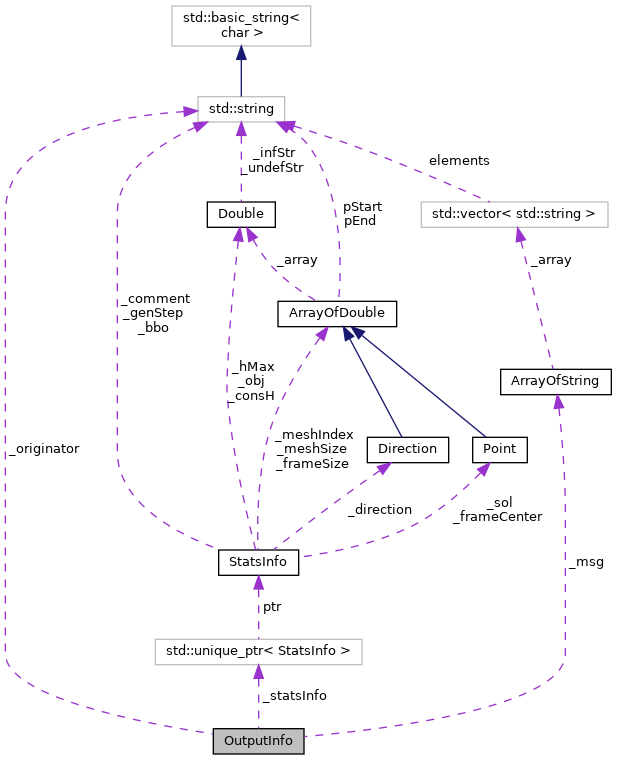 std::basic_string<
char >
std::string
_infStr
_undefStr
elements
Double
pStart
pEnd
std::vector< std::string >
_array
_array
_comment
_genStep
_bbo
ArrayOfDouble
_hMax
_obj
_consH
ArrayOfString
_originator
_meshIndex
_meshSize
_frameSize
Direction
Point
_direction
_sol
_frameCenter
StatsInfo
_msg
ptr
std::unique_ptr< StatsInfo >
_statsInfo
OutputInfo